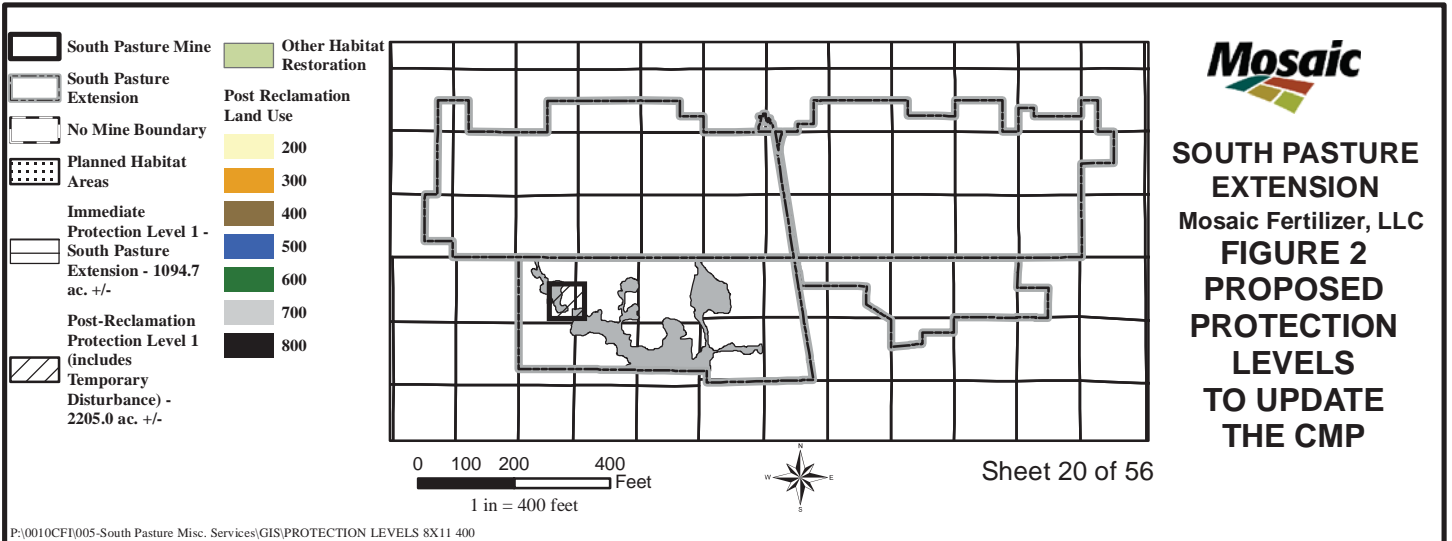 South Pasture Mine
South Pasture
Extension
No Mine Boundary
Planned Habitat
Areas
Immediate
Protection Level 1 -
South Pasture
Extension - 1094.7
ac. +/-
Post-Reclamation
Protection Level 1
(includes
Temporary
Disturbance) -
2205.0 ac. +/-
Other Habitat
Restoration
Post Reclamation
Land Use
200
300
400
500
600
700
800
0 100 200 400
Feet
1 in = 400 feet
N
W E
S
Sheet 20 of 56
Mosaic
SOUTH PASTURE
EXTENSION
Mosaic Fertilizer, LLC
FIGURE 2
PROPOSED
PROTECTION
LEVELS
TO UPDATE
THE CMP
P:\0010CFI\005-South Pasture Misc. Services\GIS\PROTECTION LEVELS 8X11 400